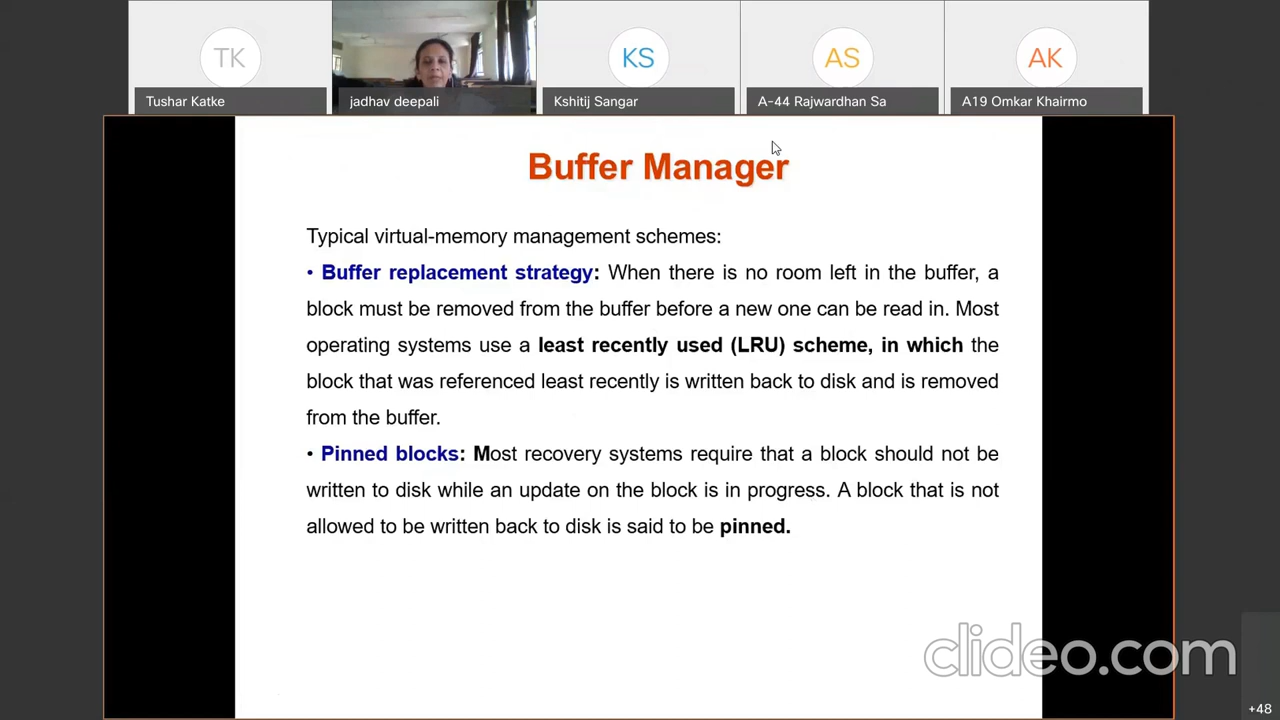 TK
KS
AS
AK
Tushar Katke
jadhav deepali
Kshitij Sangar
A-44 Rajwardhan Sa
A19 Omkar Khairmo
Buffer Manager
Typical virtual-memory management schemes:
• Buffer replacement strategy: When there is no room left in the buffer, a
block must be removed from the buffer before a new one can be read in. Most
operating systems use a least recently used (LRU) scheme, in which the
block that was referenced least recently is written back to disk and is removed
from the buffer.
• Pinned blocks: Most recovery systems require that a block should not be
written to disk while an update on the block is in progress. A block that is not
allowed to be written back to disk is said to be pinned.
clideo.com
+48